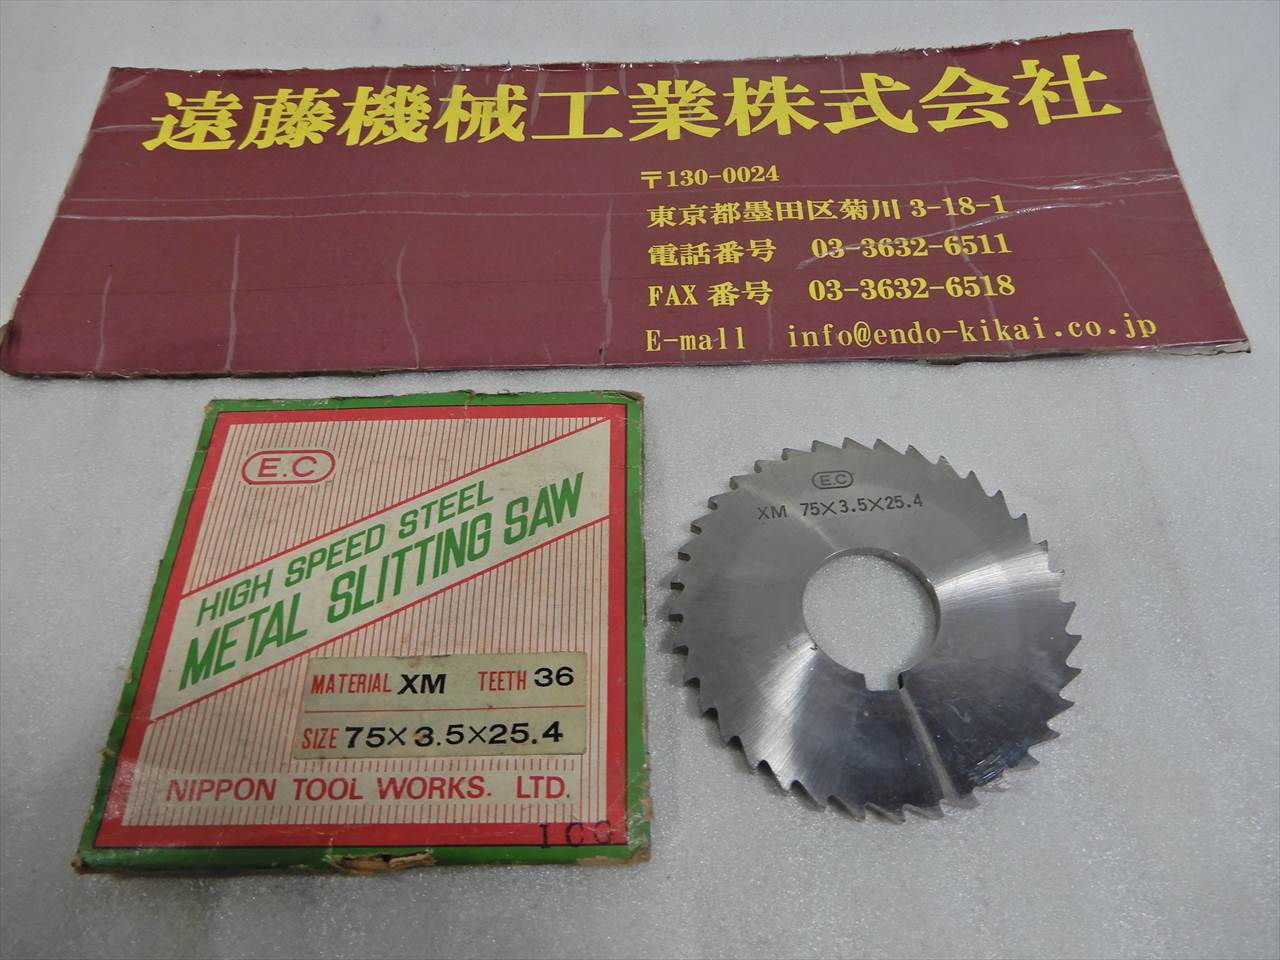 遠藤機械工業株式会社
〒130-0024
東京都墨田区菊川 3-18-1
電話番号 03-3632-6511
FAX 番号 03-3632-6518
E-mall info@endo-kikai.co.jp
E.C
HIGH SPEED STEEL
METAL SLITTING SAW
MATERIAL XM TEETH 36
SIZE 75×3.5×25.4
NIPPON TOOL WORKS. LTD.
E.C
XM 75×3.5×25.4